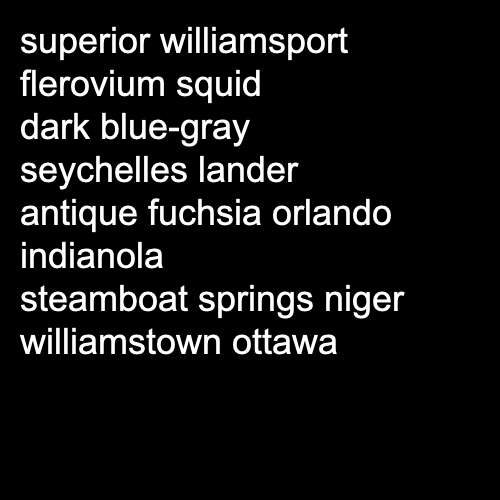 superior williamsport
flerovium squid
dark blue-gray
seychelles lander
antique fuchsia orlando
indianola
steamboat springs niger
williamstown ottawa